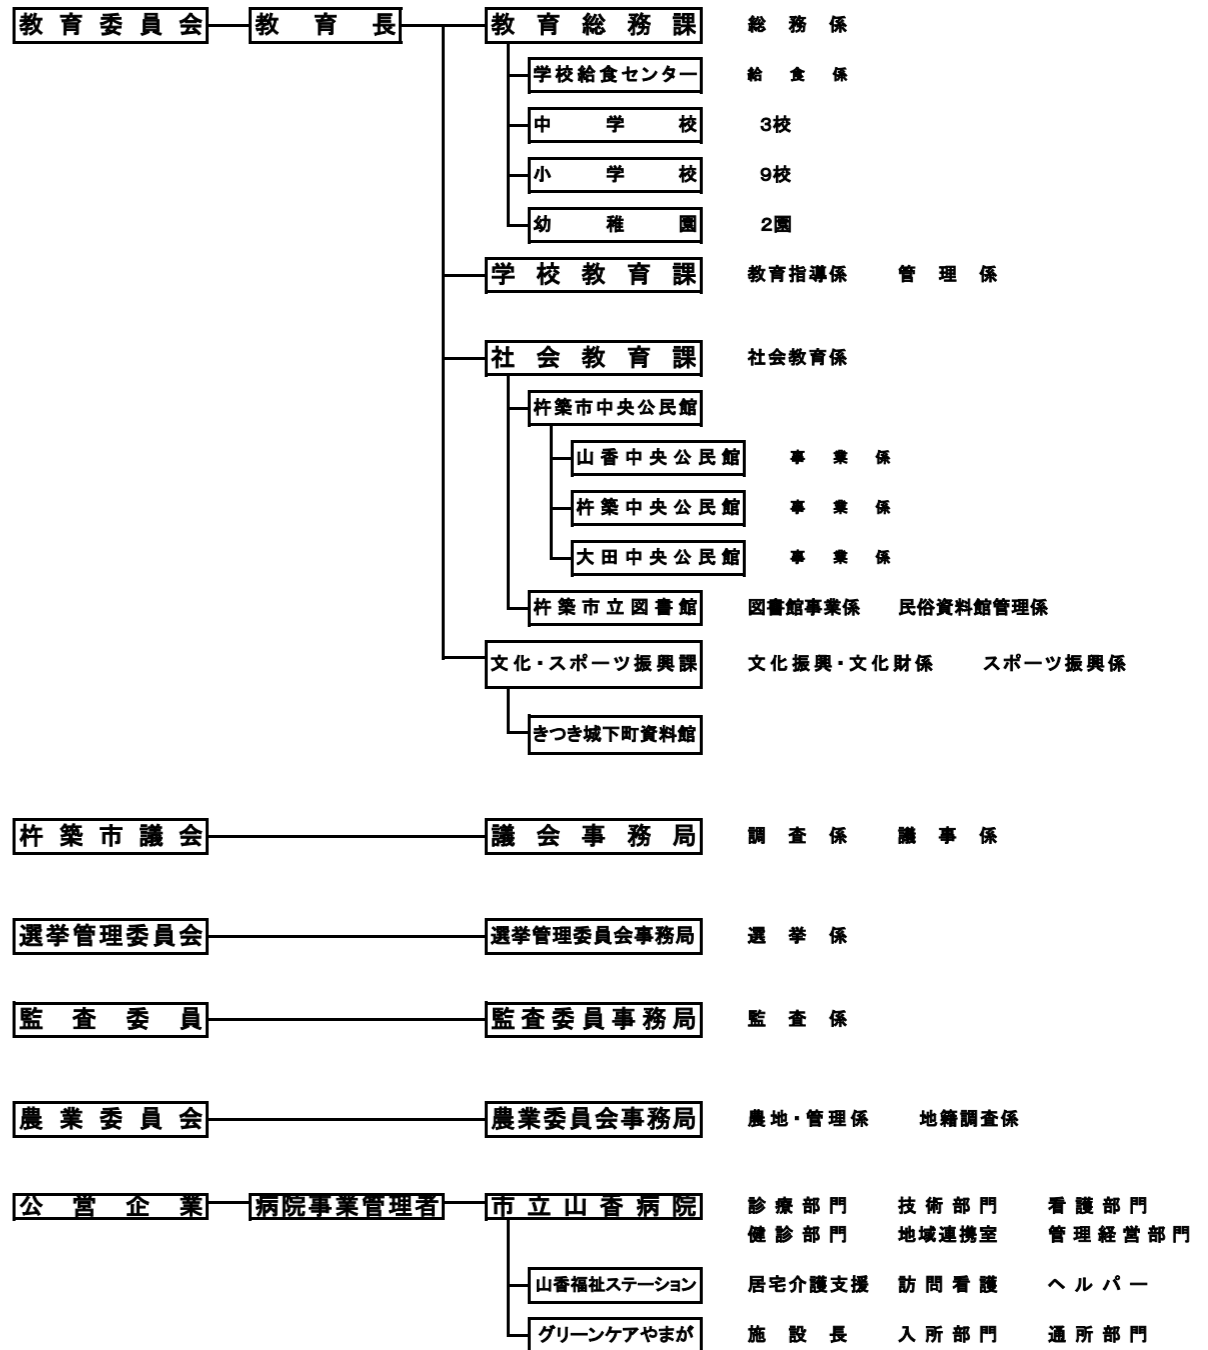 教育委員会 教育長 教育総務課 総務係
学校給食センター 給食係
中学校 3校
小学校 9校
幼稚園 2園
学校教育課 教育指導係 管理係
社会教育課 社会教育係
杵築市中央公民館
山香中央公民館 事業係
杵築中央公民館 事業係
大田中央公民館 事業係
杵築市立図書館 図書館事業係 民俗資料館管理係
文化・スポーツ振興課 文化振興・文化財係 スポーツ振興係
きつき城下町資料館
杵築市議会 議会事務局 調査係 議事係
選挙管理委員会 選挙管理委員会事務局 選挙係
監査委員 監査委員事務局 監査係
農業委員会 農業委員会事務局 農地・管理係 地籍調査係
公営企業 病院事業管理者 市立山香病院 診療部門 技術部門 看護部門
健診部門 地域連携室 管理経営部門
山香福祉ステーション 居宅介護支援 訪問看護 ヘルパー
グリーンケアやまが 施設長 入所部門 通所部門